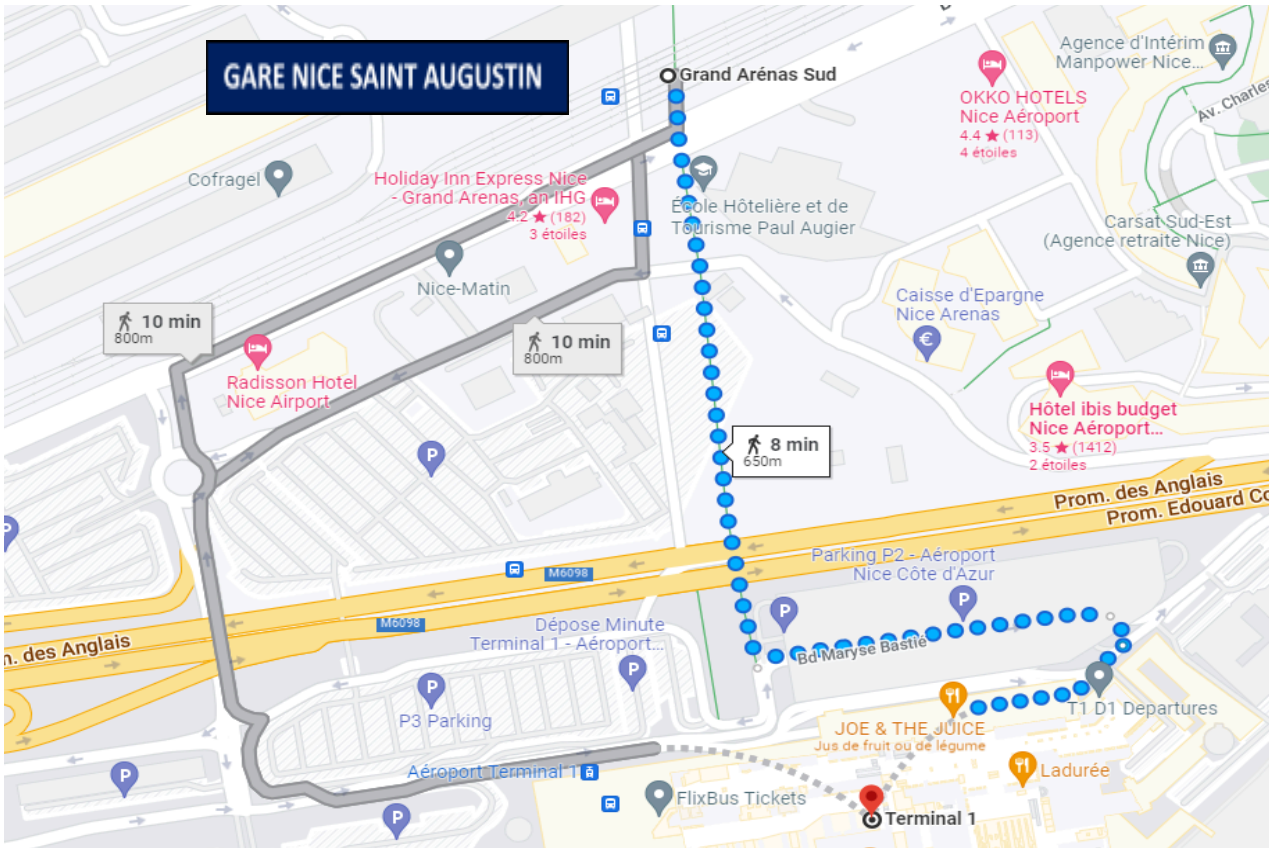 GARE NICE SAINT AUGUSTIN
Grand Arénas Sud
Agence d'Intérim
Manpower Nice...
OKKO HOTELS
Nice Aéroport
4.4 ★ (113)
4 étoiles
Av. Charles
Cofragel
Holiday Inn Express Nice
- Grand Arenas, an IHG
4.2 ★ (182)
3 étoiles
École Hôtelière et de
Tourisme Paul Augier
Carsat Sud-Est
(Agence retraite Nice)
Nice-Matin
Caisse d'Epargne
Nice Arenas
€
10 min
800m
10 min
800m
Radisson Hotel
Nice Airport
Hôtel ibis budget
Nice Aéroport...
3.5 ★ (1412)
2 étoiles
8 min
650m
P
P
Prom. des Anglais
Prom. Edouard Co
M6098
M6098
Parking P2 - Aéroport
Nice Côte d'Azur
P
P
n. des Anglais
Dépose Minute
Terminal 1 - Aéroport...
P
Bd Maryse Bastié
P
P3 Parking
T1 D1 Departures
JOE & THE JUICE
Jus de fruit ou de légume
Aéroport Terminal 1
P
P
Ladurée
FlixBus Tickets
Terminal 1